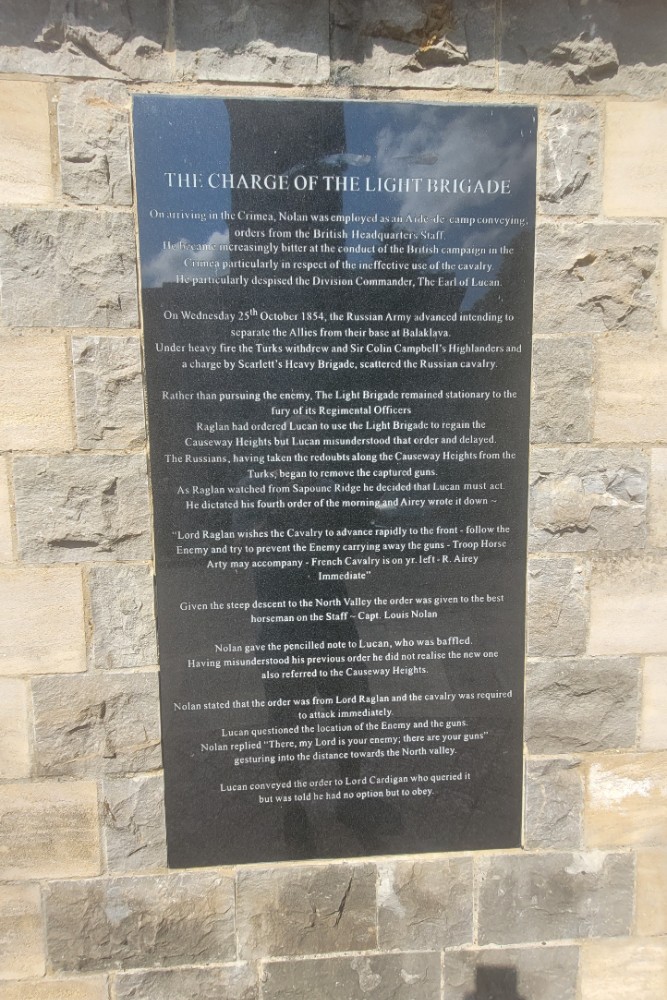 THE CHARGE OF THE LIGHT BRIGADE
On arriving in the Crimea, Nolan was employed as an Aide-de-camp conveying,
orders from the British Headquarters Staff.
He became increasingly bitter at the conduct of the British campaign in the
Crimea particularly in respect of the ineffective use of the cavalry
He particularly despised the Division Commander, The Earl of Lucan.
On Wednesday 25th October 1854, the Russian Army advanced intending to
separate the Allies from their base at Balaklava.
Under heavy fire the Turks withdrew and Sir Colin Campbell's Highlanders and
a charge by Scarlett's Heavy Brigade, scattered the Russian cavalry.
Rather than pursuing the enemy, The Light Brigade remained stationary to the
fury of its Regimental Officers
Raglan had ordered Lucan to use the Light Brigade to regain the
Causeway Heights but Lucan misunderstood that order and delayed.
The Russians, having taken the redoubts along the Causeway Heights from the
Turks, began to remove the captured guns.
As Raglan watched from Sapoune Ridge he decided that Lucan must act.
He dictated his fourth order of the morning and Airey wrote it down ~
"Lord Raglan wishes the Cavalry to advance rapidly to the front - follow the
Enemy and try to prevent the Enemy carrying away the guns - Troop Horse
Arty may accompany - French Cavalry is on yr. left - R. Airey
Immediate"
Given the steep descent to the North Valley the order was given to the best
horseman on the Staff ~ Capt. Louis Nolan
Nolan gave the pencilled note to Lucan, who was baffled.
Having misunderstood his previous order he did not realise the new one
also referred to the Causeway Heights.
Nolan stated that the order was from Lord Raglan and the cavalry was required
to attack immediately.
Lucan questioned the location of the Enemy and the guns.
Nolan replied "There, my Lord is your enemy; there are your guns"
gesturing into the distance towards the North valley.
Lucan conveyed the order to Lord Cardigan who queried it
but was told he had no option but to obey.